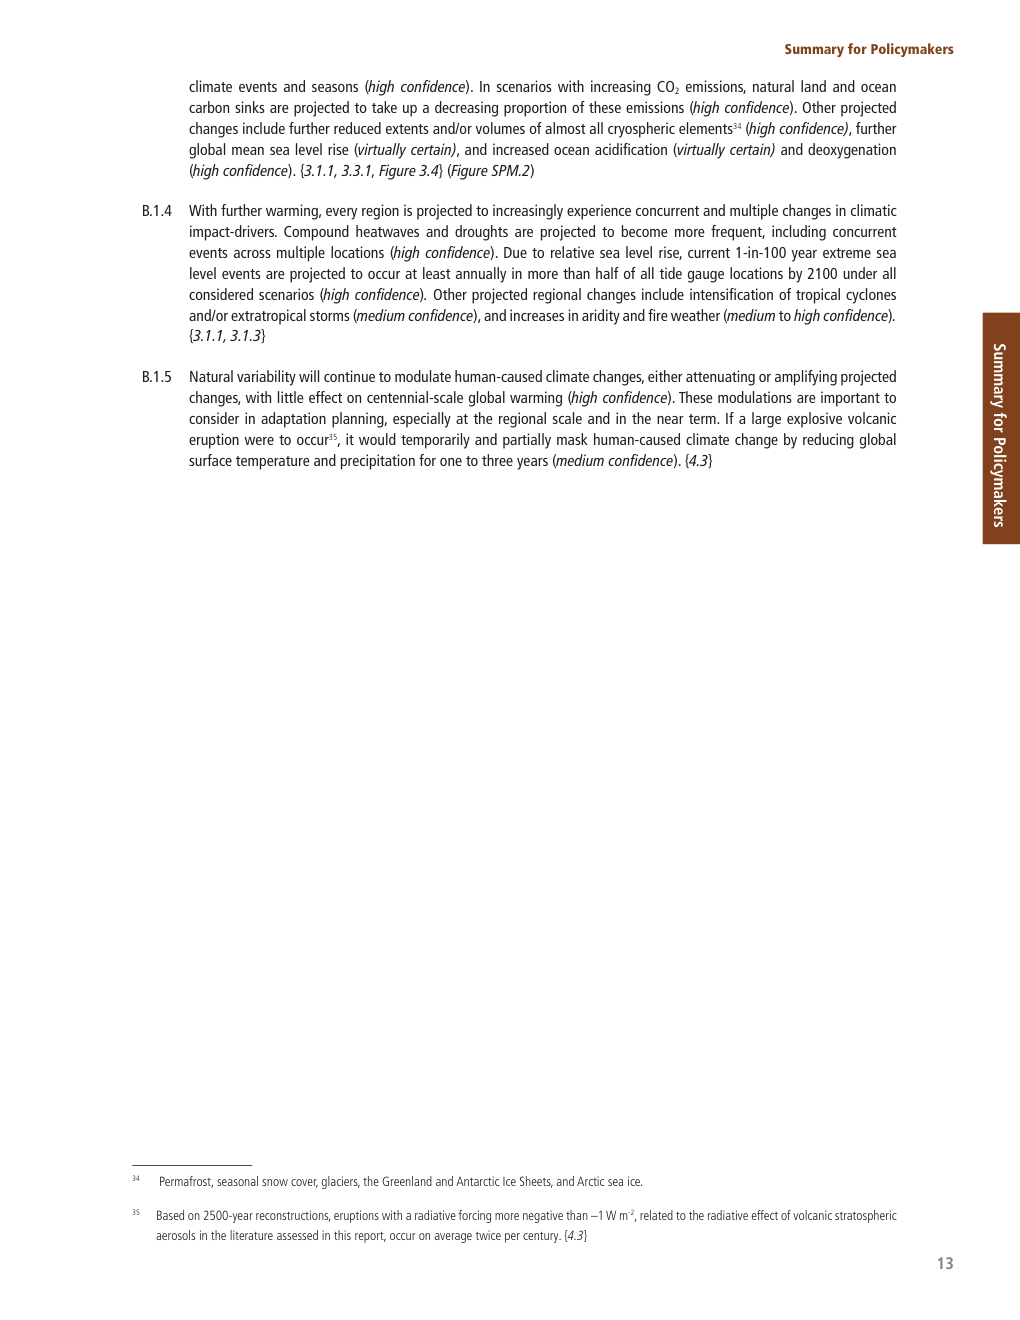 Summary for Policymakers
climate events and seasons (high confidence). In scenarios with increasing CO₂ emissions, natural land and ocean
carbon sinks are projected to take up a decreasing proportion of these emissions (high confidence). Other projected
changes include further reduced extents and/or volumes of almost all cryospheric elements³⁴ (high confidence), further
global mean sea level rise (virtually certain), and increased ocean acidification (virtually certain) and deoxygenation
(high confidence). {3.1.1, 3.3.1, Figure 3.4} (Figure SPM.2)
B.1.4 With further warming, every region is projected to increasingly experience concurrent and multiple changes in climatic
impact-drivers. Compound heatwaves and droughts are projected to become more frequent, including concurrent
events across multiple locations (high confidence). Due to relative sea level rise, current 1-in-100 year extreme sea
level events are projected to occur at least annually in more than half of all tide gauge locations by 2100 under all
considered scenarios (high confidence). Other projected regional changes include intensification of tropical cyclones
and/or extratropical storms (medium confidence), and increases in aridity and fire weather (medium to high confidence).
{3.1.1, 3.1.3}
B.1.5 Natural variability will continue to modulate human-caused climate changes, either attenuating or amplifying projected
changes, with little effect on centennial-scale global warming (high confidence). These modulations are important to
consider in adaptation planning, especially at the regional scale and in the near term. If a large explosive volcanic
eruption were to occur³⁵, it would temporarily and partially mask human-caused climate change by reducing global
surface temperature and precipitation for one to three years (medium confidence). {4.3}
Summary for Policymakers
³⁴ Permafrost, seasonal snow cover, glaciers, the Greenland and Antarctic Ice Sheets, and Arctic sea ice.
³⁵ Based on 2500-year reconstructions, eruptions with a radiative forcing more negative than –1 W m⁻², related to the radiative effect of volcanic stratospheric
aerosols in the literature assessed in this report, occur on average twice per century. {4.3}
13